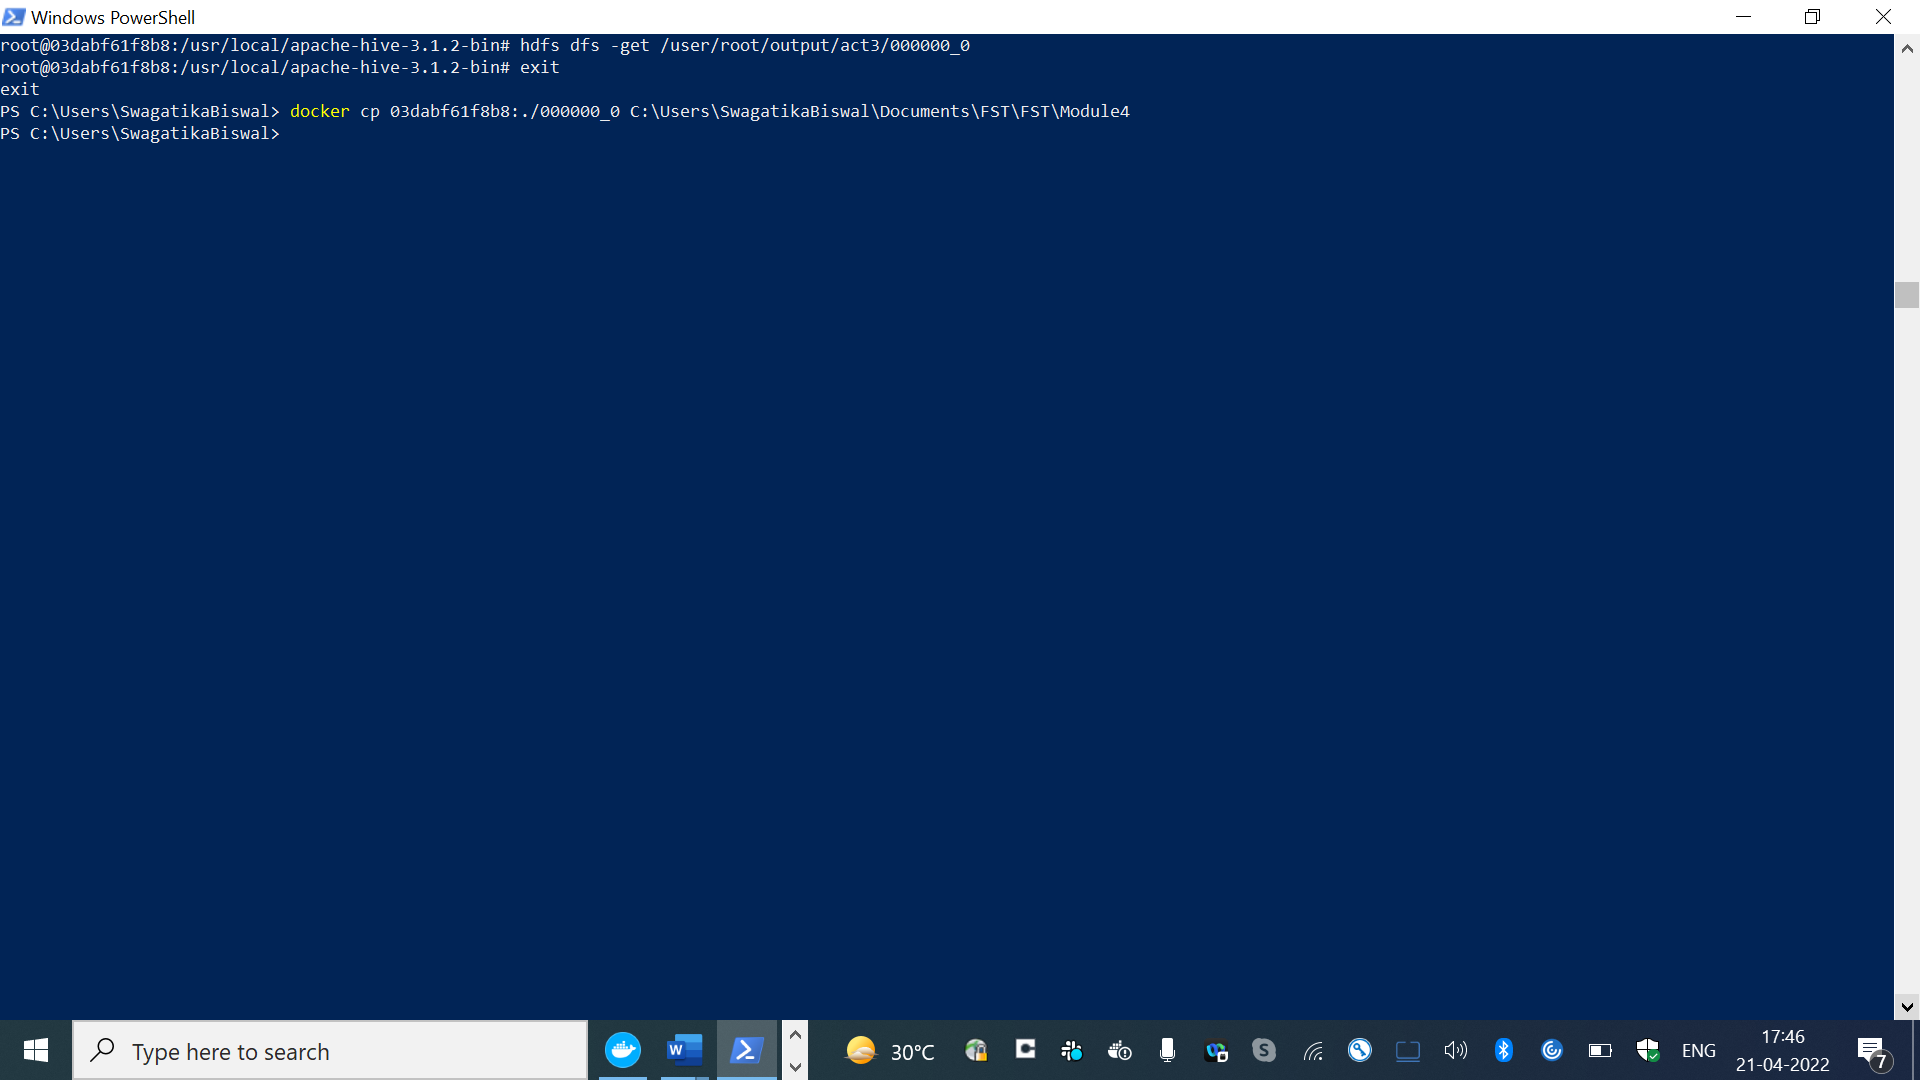 Windows PowerShell
root@03dabf61f8b8:/usr/local/apache-hive-3.1.2-bin# hdfs dfs -get /user/root/output/act3/000000_0
root@03dabf61f8b8:/usr/local/apache-hive-3.1.2-bin# exit
exit
PS C:\Users\SwagatikaBiswal> docker cp 03dabf61f8b8:./000000_0 C:\Users\SwagatikaBiswal\Documents\FST\FST\Module4
PS C:\Users\SwagatikaBiswal>
Type here to search
W
30°C
S
ENG
17:46
21-04-2022
7